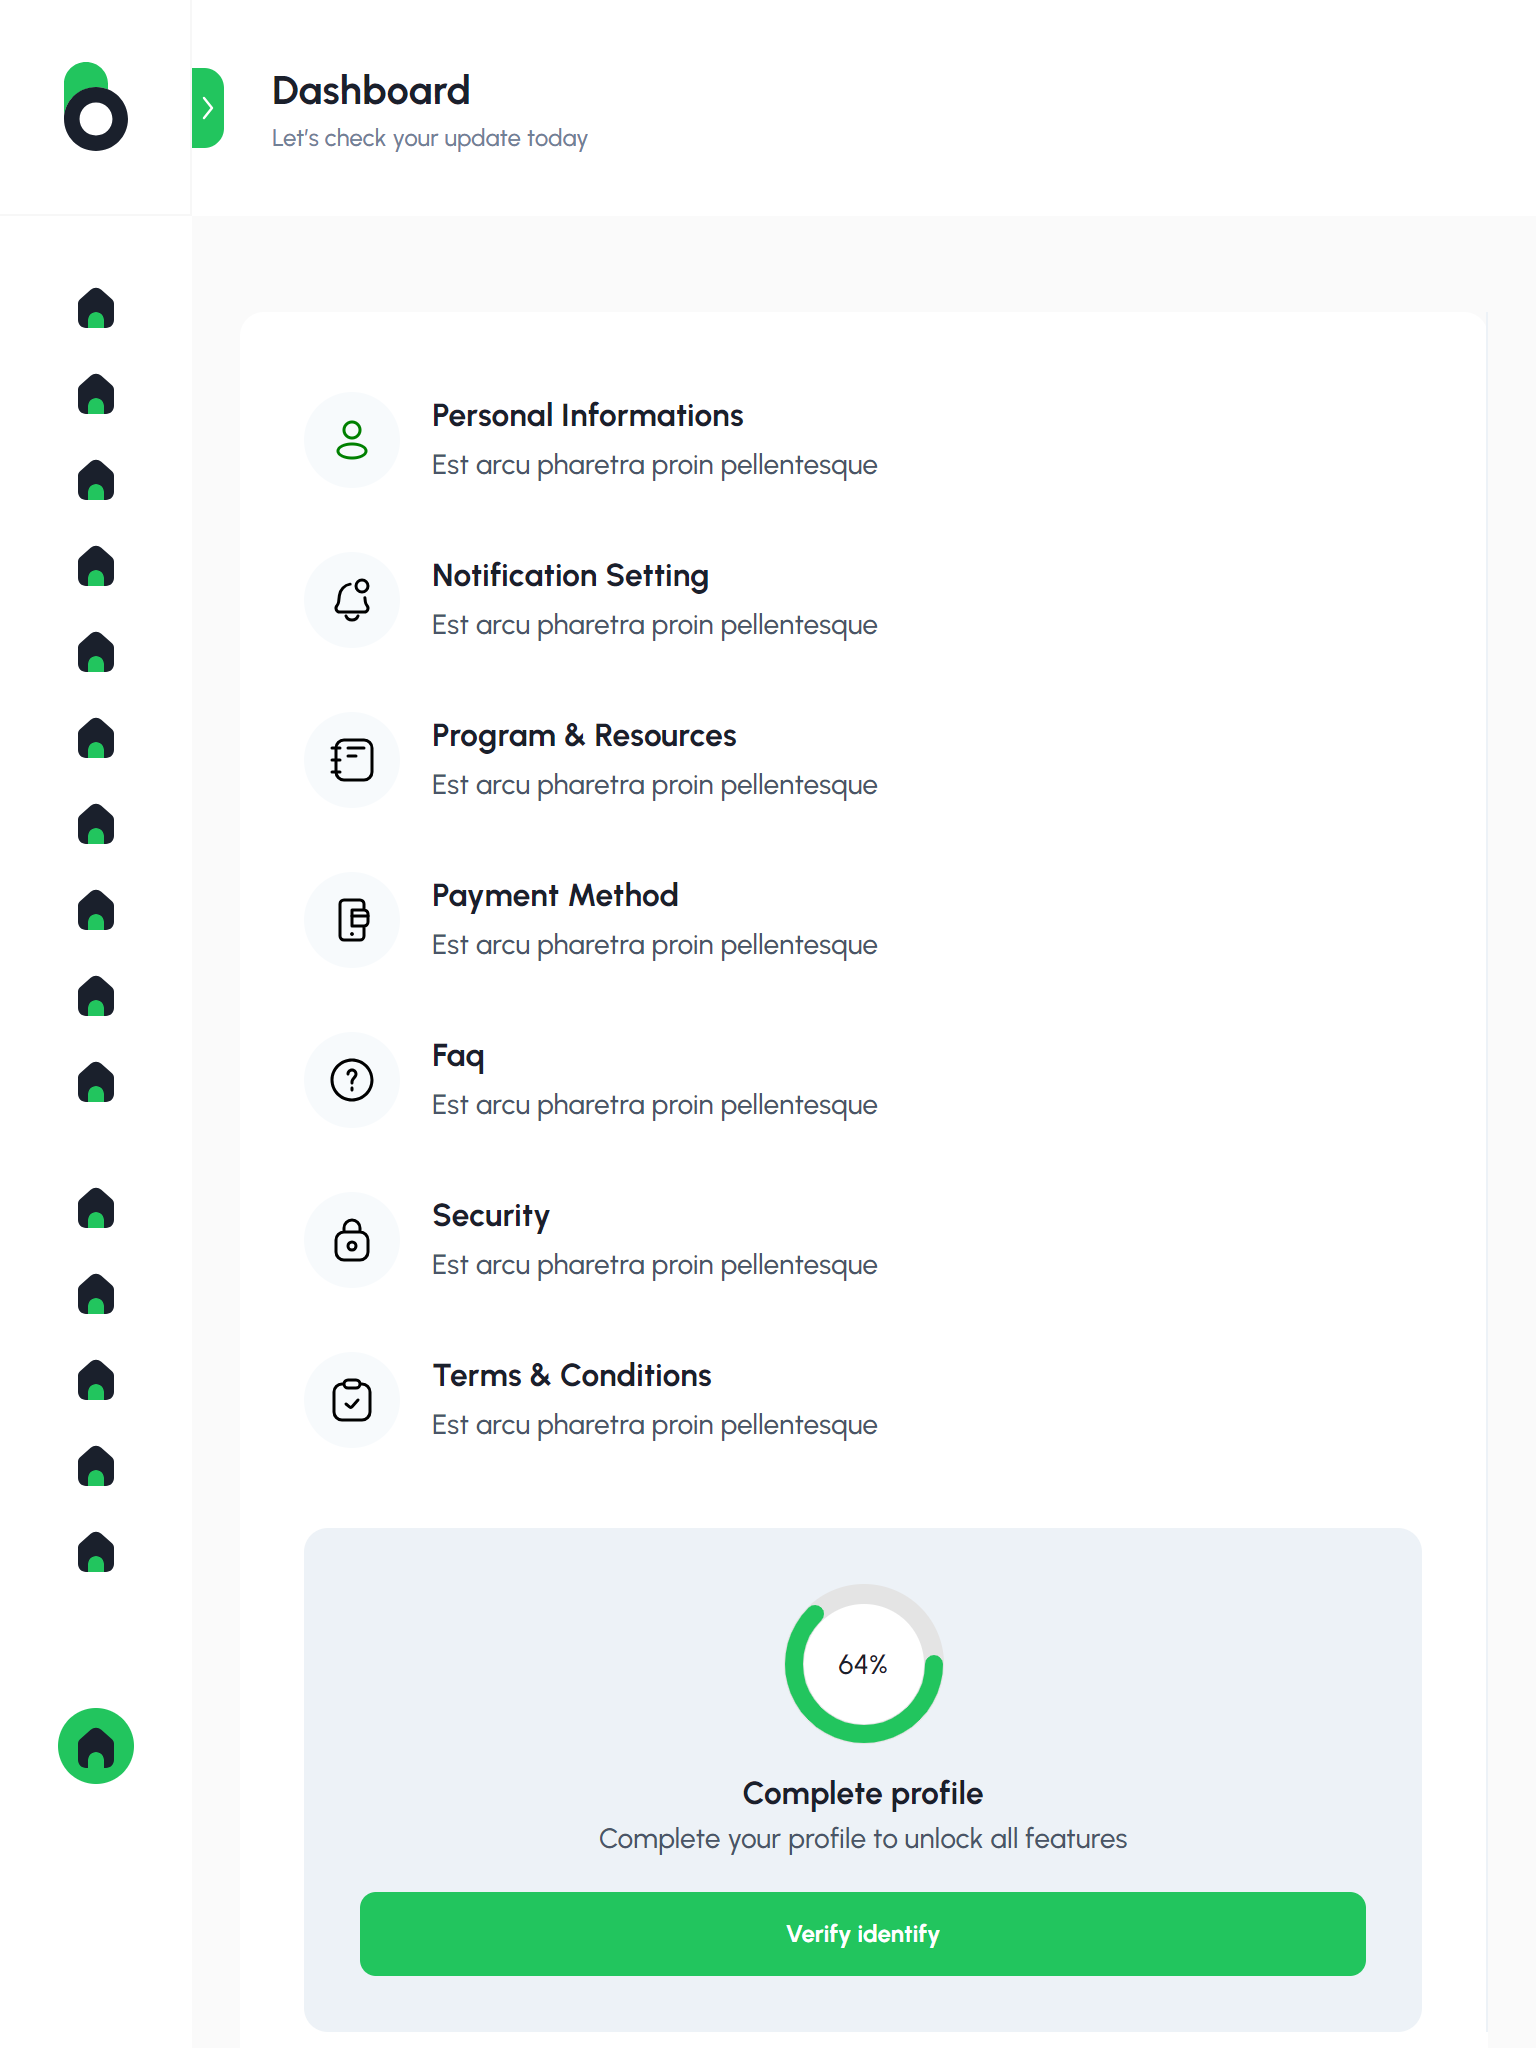 Dashboard
Let's check your update today
Personal Informations
Est arcu pharetra proin pellentesque
Notification Setting
Est arcu pharetra proin pellentesque
Program & Resources
Est arcu pharetra proin pellentesque
Payment Method
Est arcu pharetra proin pellentesque
Faq
Est arcu pharetra proin pellentesque
Security
Est arcu pharetra proin pellentesque
Terms & Conditions
Est arcu pharetra proin pellentesque
64%
Complete profile
Complete your profile to unlock all features
Verify identify